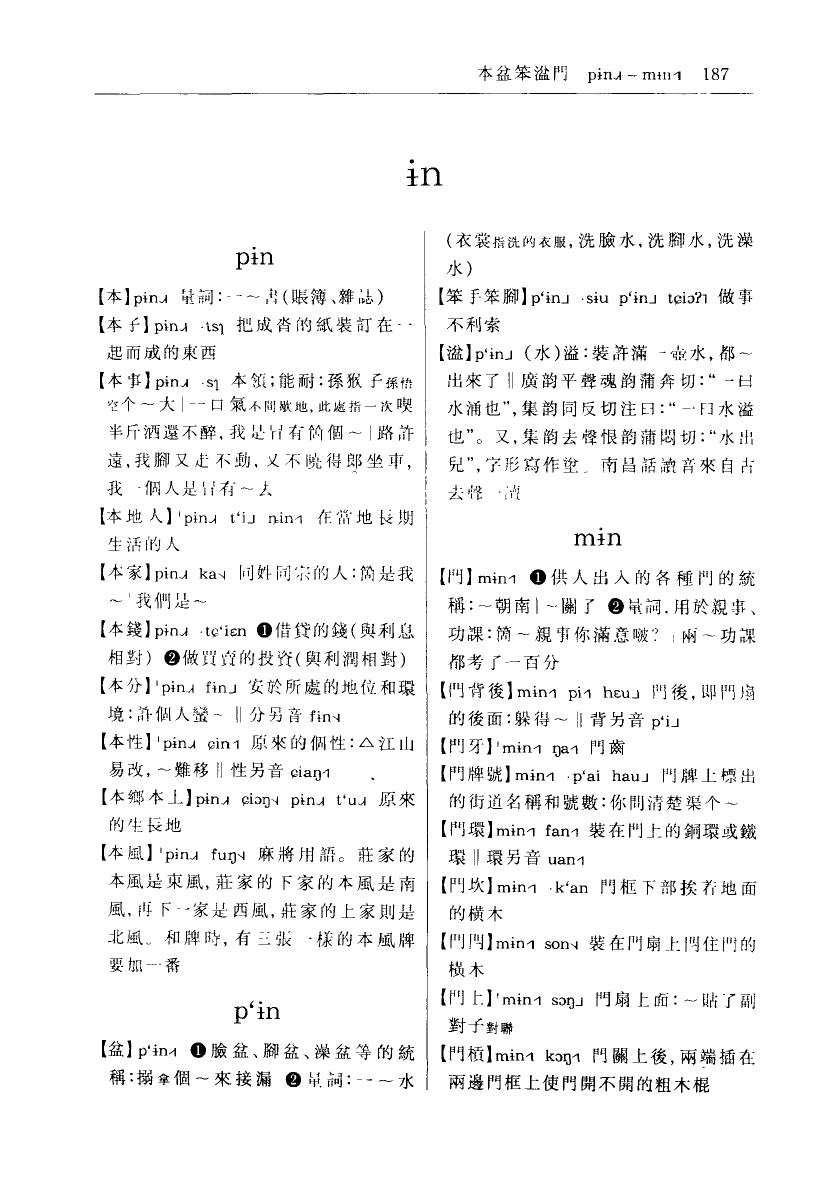 本盆笨湓門 pɨn˨˩˧ – mɨn˧˥ 187
ɨn
pɨn
【本】pɨn˨˩˧ 量詞:一～書(賬簿、雜誌)
【本子】pɨn˨˩˧ ·tsɿ 把成沓的紙裝訂在一
起而成的東西
【本事】pɨn˨˩˧ ·sɿ 本領;能耐:孫猴子孫悟
空个～大|一口氣不間歇地,此處指一次喫
半斤酒還不醉,我是冒有箇個～|路許
遠,我腳又走不動,又不曉得郎坐車,
我一個人是冒有～去
【本地人】ˈpɨn˨˩˧ tʻi˩ ȵin˧˥ 在當地長期
生活的人
【本家】pɨn˨˩˧ ka˦˨ 同姓同宗的人:箇是我
～|我們是～
【本錢】pɨn˨˩˧ ·tɕʻiɛn ❶借貸的錢(與利息
相對) ❷做買賣的投資(與利潤相對)
【本分】ˈpɨn˨˩˧ fɨn˩ 安於所處的地位和環
境:許個人蠻～‖分另音 fɨn˦˨
【本性】ˈpɨn˨˩˧ ɕin˧˥ 原來的個性:△江山
易改,～難移‖性另音 ɕiaŋ˧˥
【本鄉本土】pɨn˨˩˧ ɕiɔŋ˦˨ pɨn˨˩˧ tʻu˨˩˧ 原來
的生長地
【本風】ˈpɨn˨˩˧ fuŋ˦˨ 麻將用語。莊家的
本風是東風,莊家的下家的本風是南
風,再下一家是西風,莊家的上家則是
北風。和牌時,有三張一樣的本風牌
要加一番
pʻɨn
【盆】pʻɨn˧˥ ❶臉盆、腳盆、澡盆等的統
稱:搦拿個～來接漏 ❷量詞:一～水
(衣裳指洗的衣服,洗臉水,洗腳水,洗澡
水)
【笨手笨腳】pʻɨn˩ ·sɨu pʻɨn˩ tɕiɔʔ˥ 做事
不利索
【湓】pʻɨn˩ (水)溢:裝許滿一壺水,都～
出來了‖廣韵平聲魂韵蒲奔切:“一曰
水涌也”,集韵同反切注曰:“一曰水溢
也”。又,集韵去聲恨韵蒲悶切:“水出
皃”,字形寫作坌。南昌話讀音來自古
去聲一讀
mɨn
【門】mɨn˧˥ ❶供人出入的各種門的統
稱:～朝南|～關了 ❷量詞.用於親事、
功課:箇～親事你滿意啵?|兩～功課
都考了一百分
【門背後】mɨn˧˥ pi˧˥ hɛu˩ 門後,即門扇
的後面:躲得～‖背另音 pʻi˩
【門牙】ˈmɨn˧˥ ŋa˧˥ 門齒
【門牌號】mɨn˧˥ ·pʻai hau˩ 門牌上標出
的街道名稱和號數:你問清楚渠个～
【門環】mɨn˧˥ fan˧˥ 裝在門上的銅環或鐵
環‖環另音 uan˧˥
【門坎】mɨn˧˥ ·kʻan 門框下部挨着地面
的橫木
【門閂】mɨn˧˥ sɔn˦˨ 裝在門扇上閂住門的
橫木
【門上】ˈmɨn˧˥ sɔŋ˩ 門扇上面:～貼了副
對子對聯
【門槓】mɨn˧˥ kɔŋ˧˥ 門關上後,兩端插在
兩邊門框上使門開不開的粗木棍